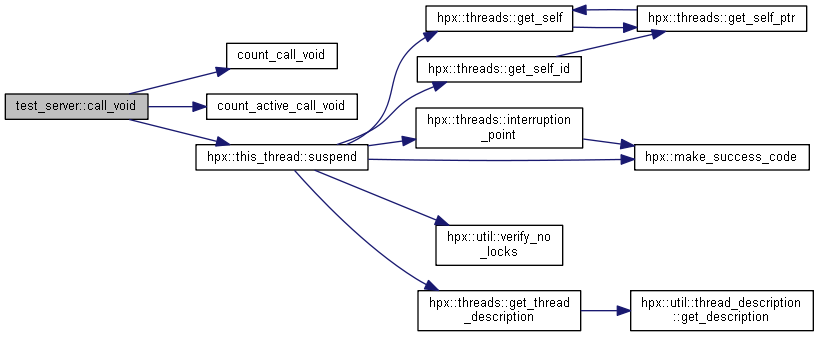 test_server::call_void
count_call_void
count_active_call_void
hpx::this_thread::suspend
hpx::threads::get_self
hpx::threads::get_self_ptr
hpx::threads::get_self_id
hpx::threads::interruption
_point
hpx::make_success_code
hpx::util::verify_no
_locks
hpx::threads::get_thread
_description
hpx::util::thread_description
::get_description